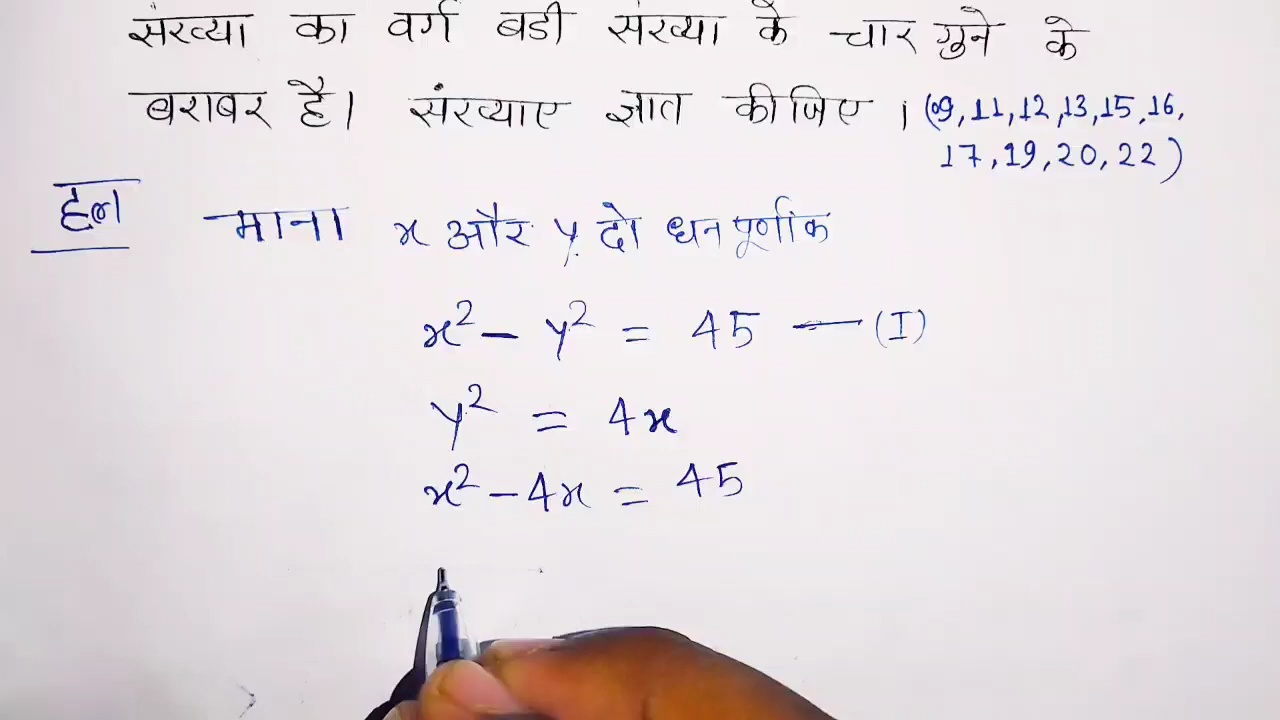 संख्या का वर्ग बडी संख्या के चार गुने के
बराबर है। संख्याए ज्ञात कीजिए । (09,11,12,13,15,16,
17,19,20,22)
हल माना x और y दो धन पूर्णांक
x² - y² = 45 — (I)
y² = 4x
x² - 4x = 45